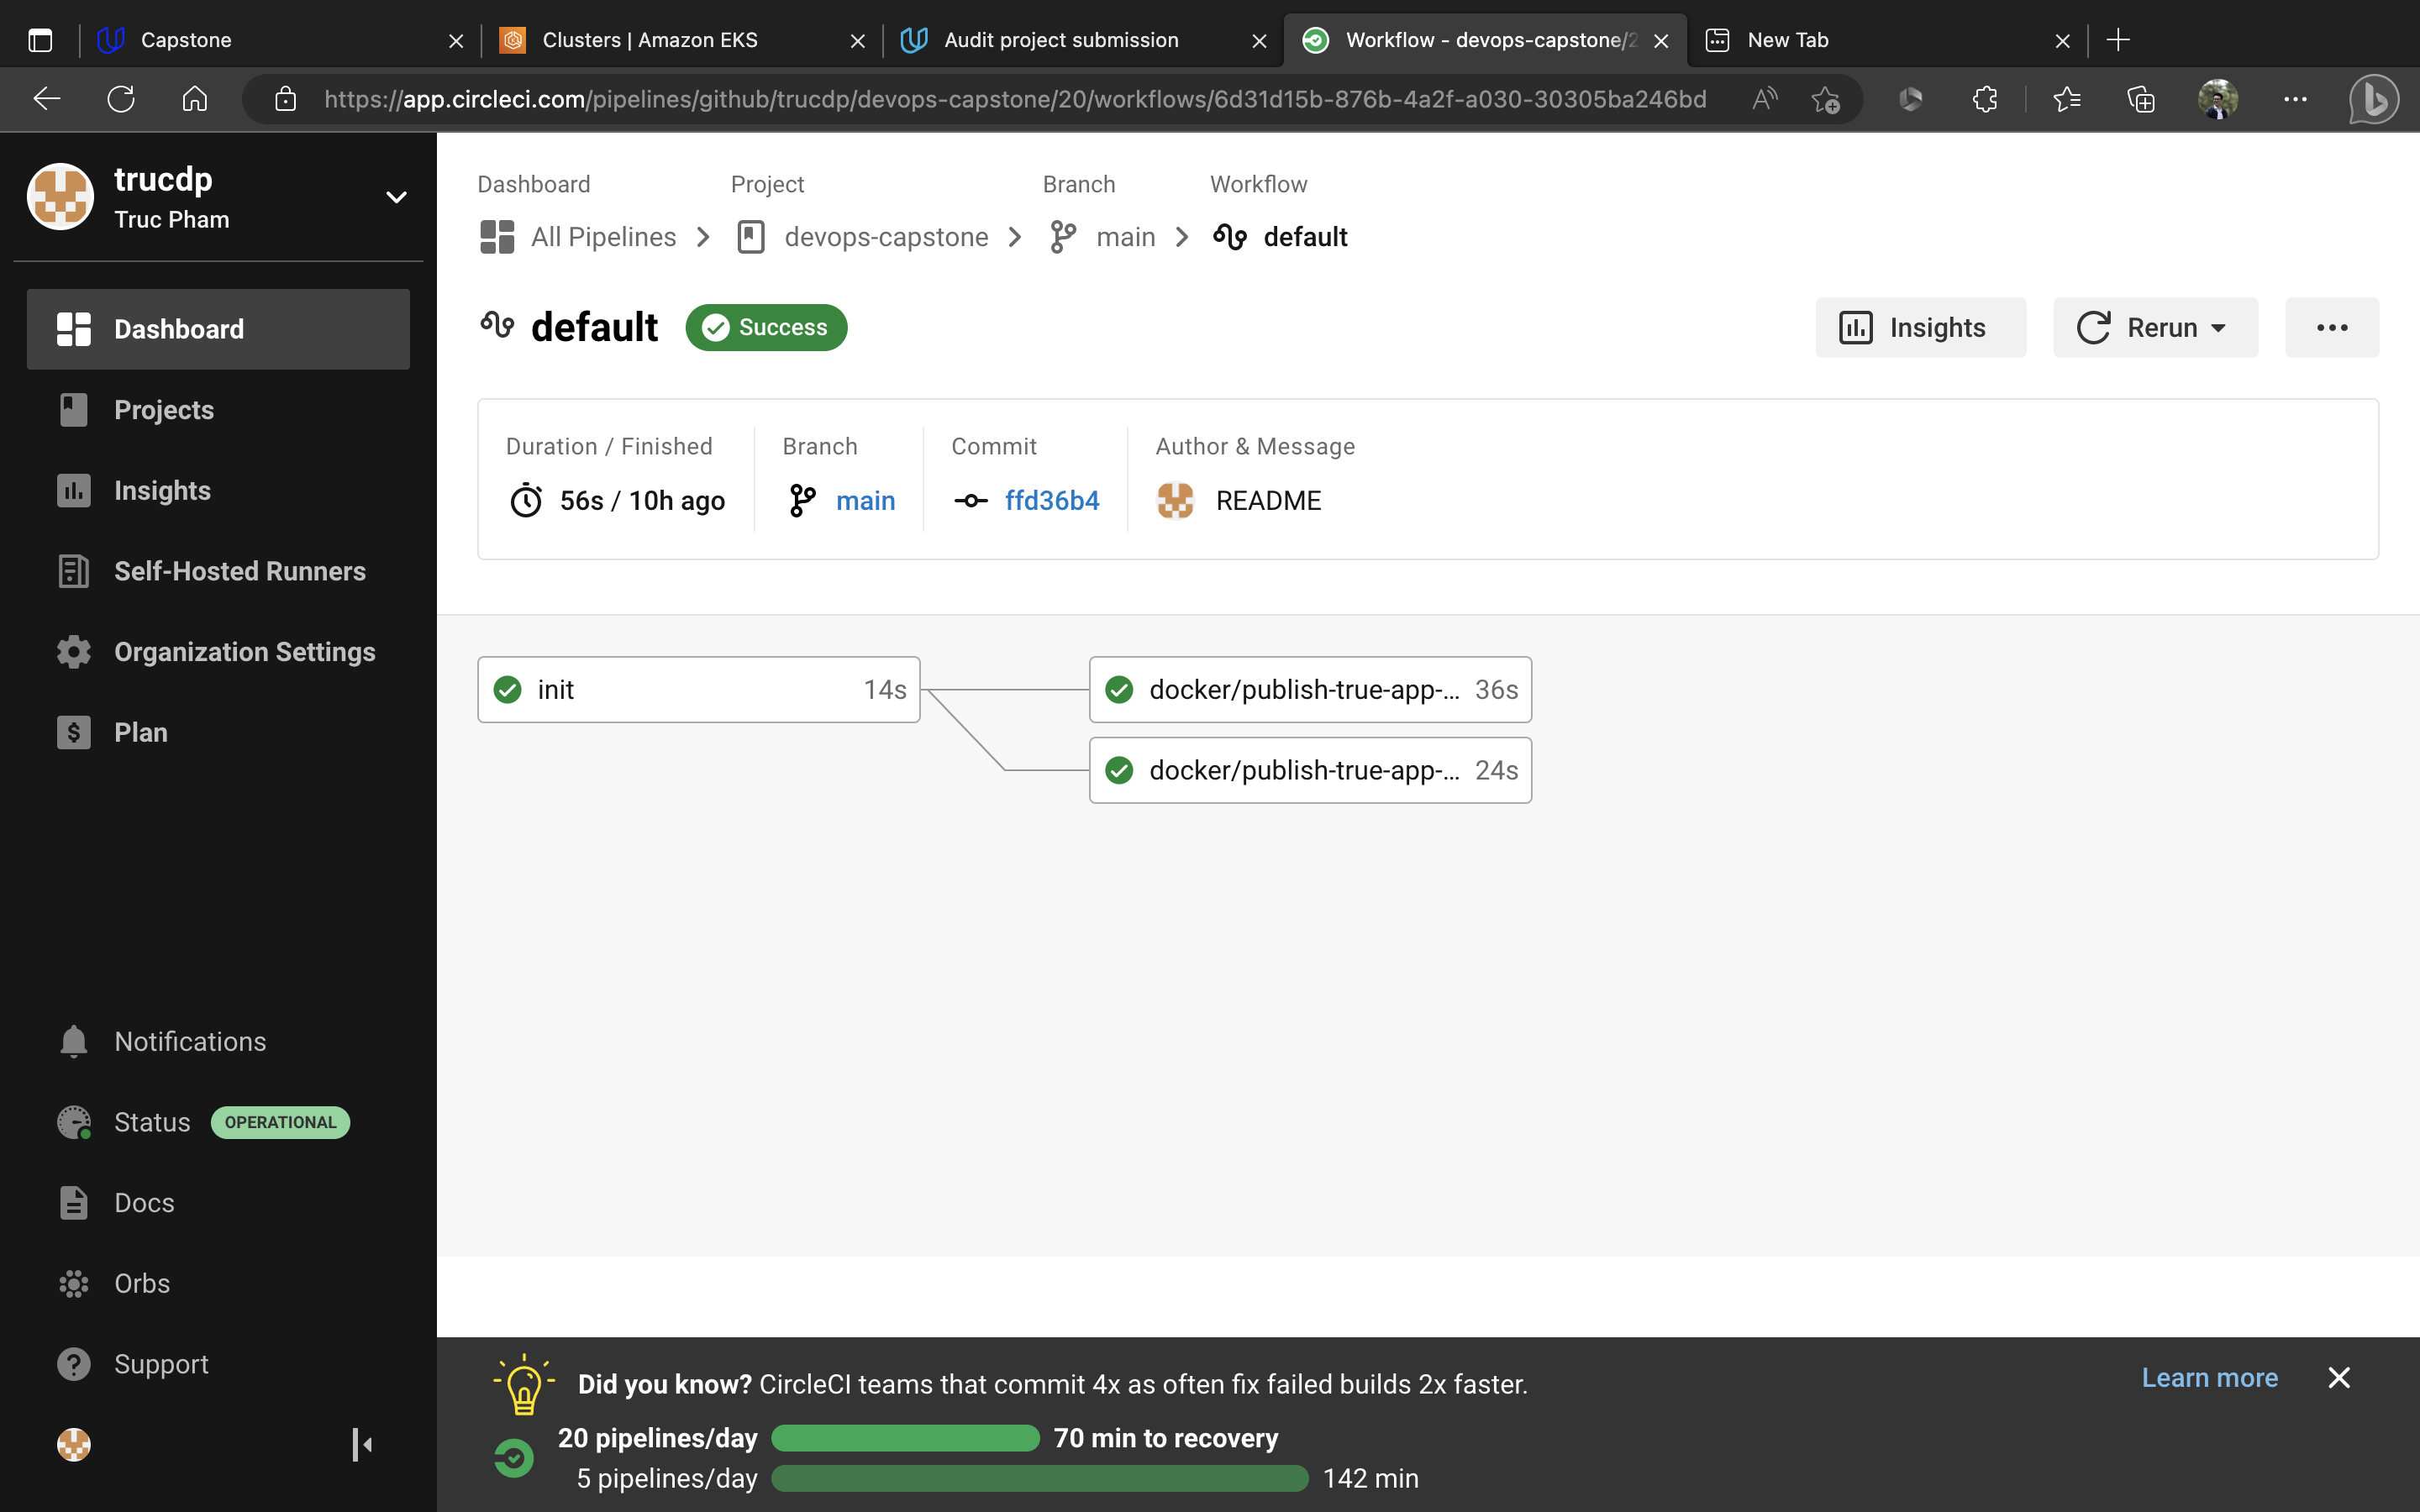 Capstone
Clusters | Amazon EKS
Audit project submission
Workflow - devops-capstone/2
New Tab
https://app.circleci.com/pipelines/github/trucdp/devops-capstone/20/workflows/6d31d15b-876b-4a2f-a030-30305ba246bd
trucdp
Truc Pham
Dashboard
Projects
Insights
Self-Hosted Runners
Organization Settings
Plan
Notifications
Status OPERATIONAL
Docs
Orbs
Support
Dashboard Project Branch Workflow
All Pipelines devops-capstone main default
default Success
Insights Rerun
Duration / Finished Branch Commit Author & Message
56s / 10h ago main ffd36b4 README
init 14s
docker/publish-true-app-... 36s
docker/publish-true-app-... 24s
Did you know? CircleCI teams that commit 4x as often fix failed builds 2x faster.
Learn more
20 pipelines/day 70 min to recovery
5 pipelines/day 142 min